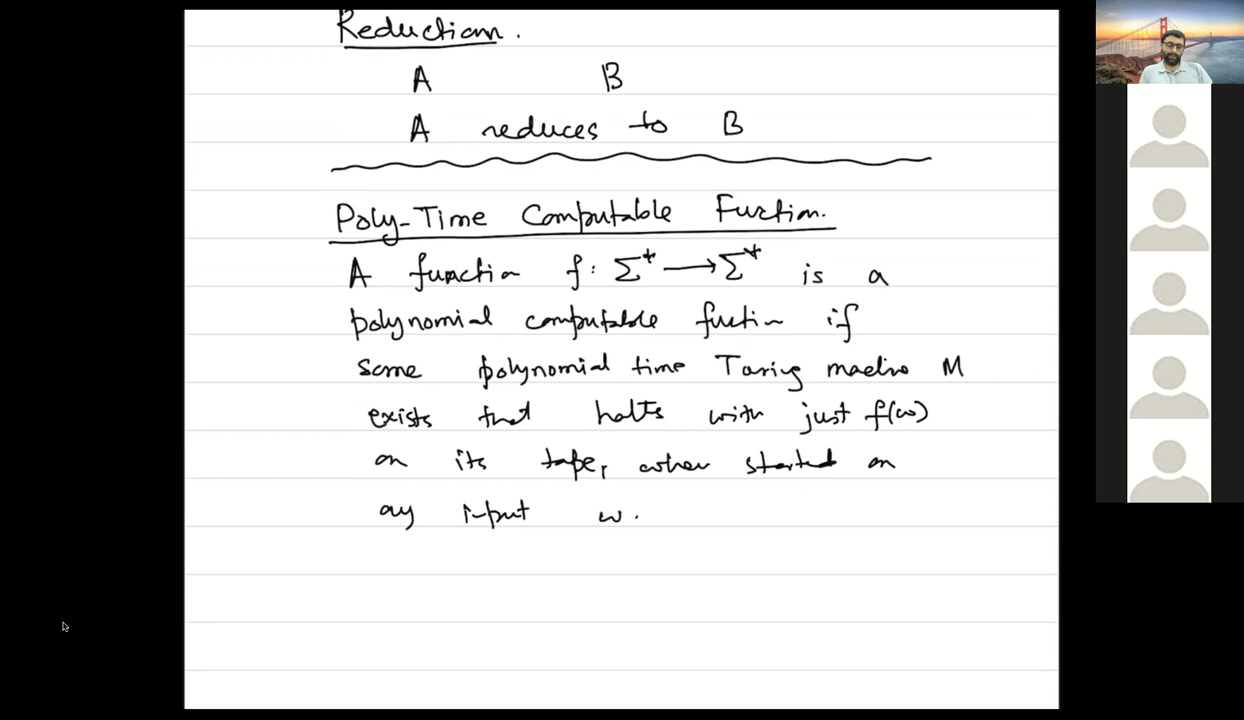 Reduction.
A B
A reduces to B
Poly-Time Computable Function.
A function f: Σ* → Σ* is a
polynomial computable function if
some polynomial time Turing machine M
exists that halts with just f(w)
on its tape, when started on
any input w.